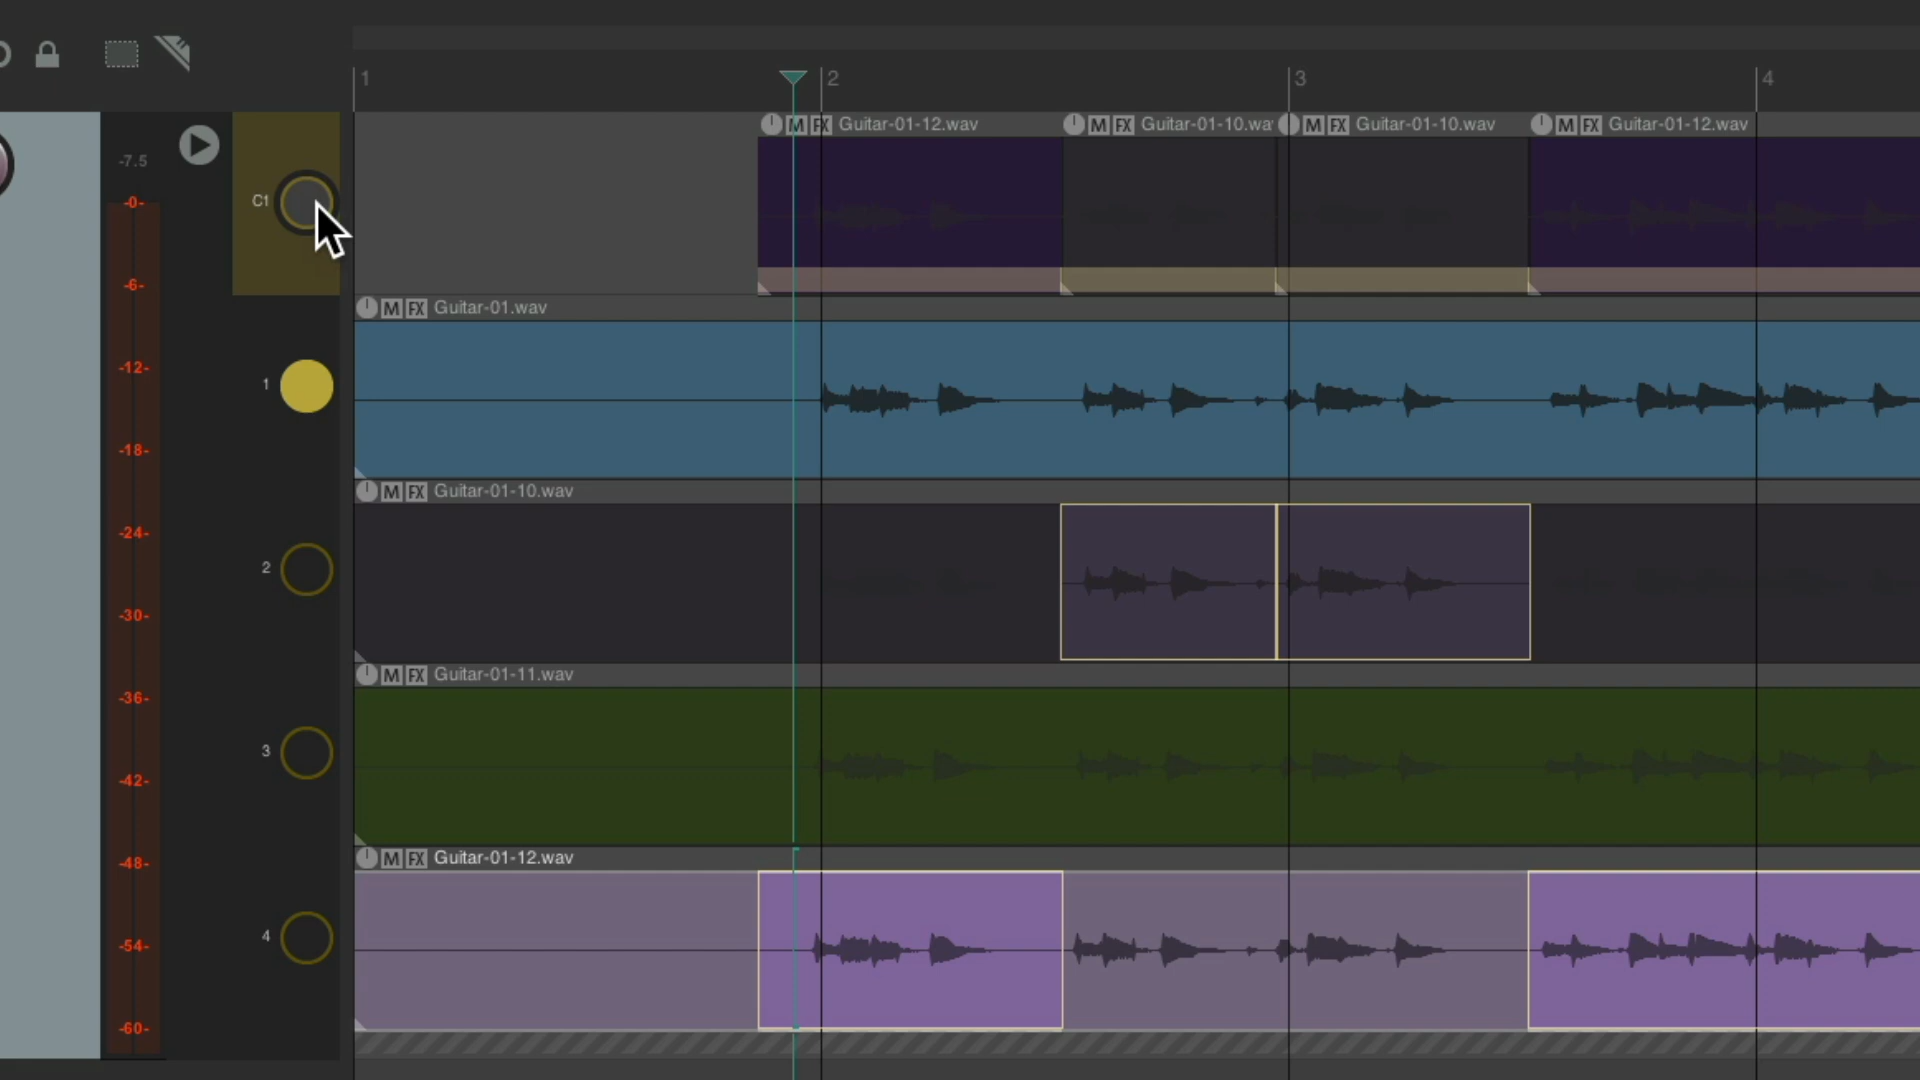 1 2 3 4
M FX Guitar-01-12.wav M FX Guitar-01-10.wa M FX Guitar-01-10.wav M FX Guitar-01-12.wav
-7.5
C1
-0-
-6-
M FX Guitar-01.wav
-12-
1
-18-
M FX Guitar-01-10.wav
-24-
2
-30-
M FX Guitar-01-11.wav
-36-
3
-42-
M FX Guitar-01-12.wav
-48-
4
-54-
-60-